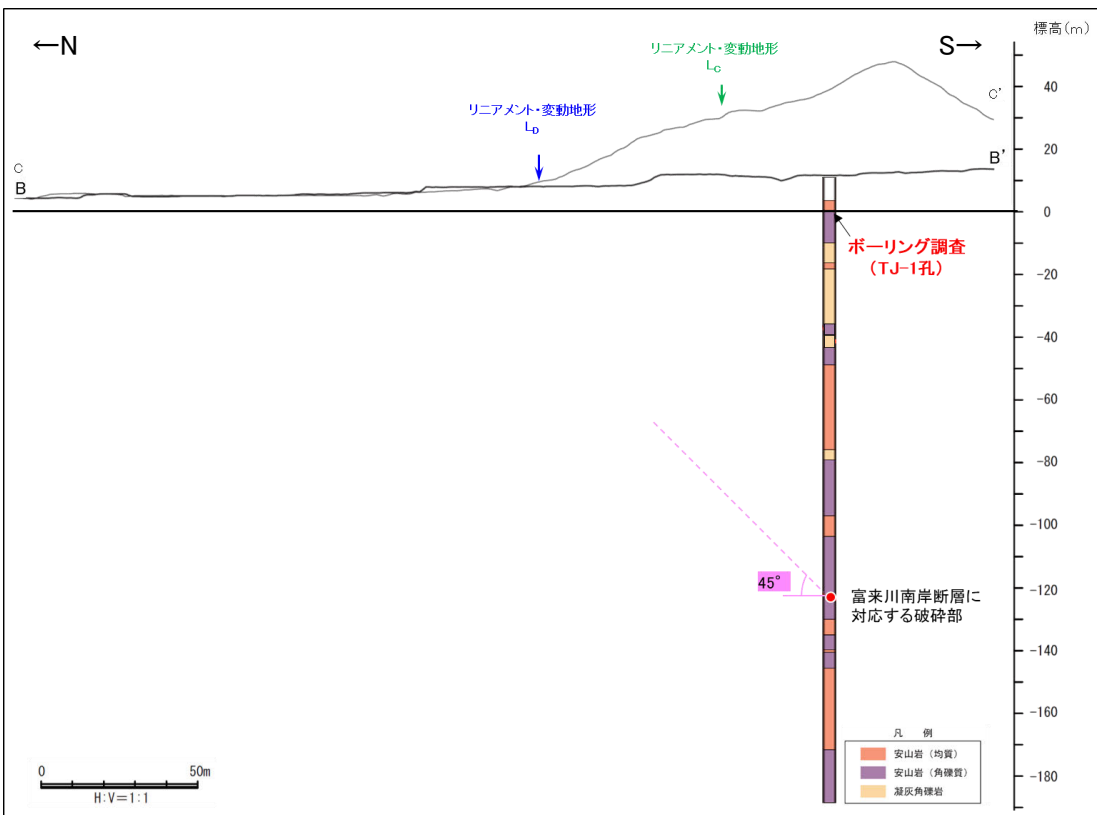 ←N
S→
標高(m)
リニアメント・変動地形
LC
リニアメント・変動地形
LD
C
B
C'
B'
40
20
0
-20
-40
-60
-80
-100
-120
-140
-160
-180
ボーリング調査
(TJ-1孔)
45°
富来川南岸断層に
対応する破砕部
凡 例
安山岩(均質)
安山岩(角礫質)
凝灰角礫岩
0 50m
H:V=1:1